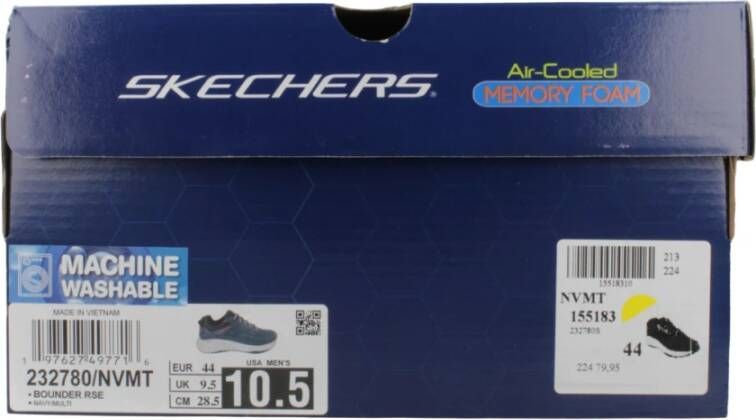 SKECHERS
Air-Cooled
MEMORY FOAM
MACHINE
WASHABLE
MADE IN VIETNAM
1 97627 49771 6
232780/NVMT
• BOUNDER RSE
• NAVY/MULTI
EUR 44
UK 9.5
CM 28.5
USA MEN'S
10.5
15518310
213
224
NVMT
155183
232780S
44
224 79,95